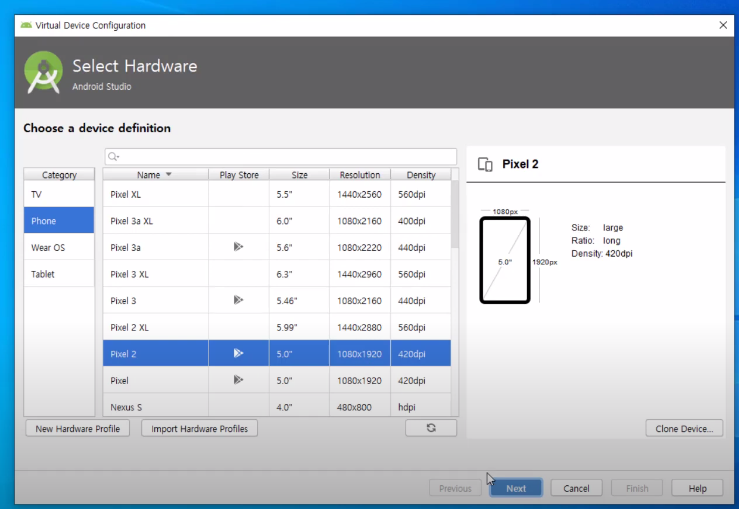 Virtual Device Configuration
Select Hardware
Android Studio
Choose a device definition
Category
TV
Phone
Wear OS
Tablet
Name Play Store Size Resolution Density
Pixel XL 5.5" 1440x2560 560dpi
Pixel 3a XL 6.0" 1080x2160 400dpi
Pixel 3a 5.6" 1080x2220 440dpi
Pixel 3 XL 6.3" 1440x2960 560dpi
Pixel 3 5.46" 1080x2160 440dpi
Pixel 2 XL 5.99" 1440x2880 560dpi
Pixel 2 5.0" 1080x1920 420dpi
Pixel 5.0" 1080x1920 420dpi
Nexus S 4.0" 480x800 hdpi
New Hardware Profile Import Hardware Profiles
Pixel 2
1080px
5.0"
1920px
Size: large
Ratio: long
Density: 420dpi
Clone Device...
Previous Next Cancel Finish Help